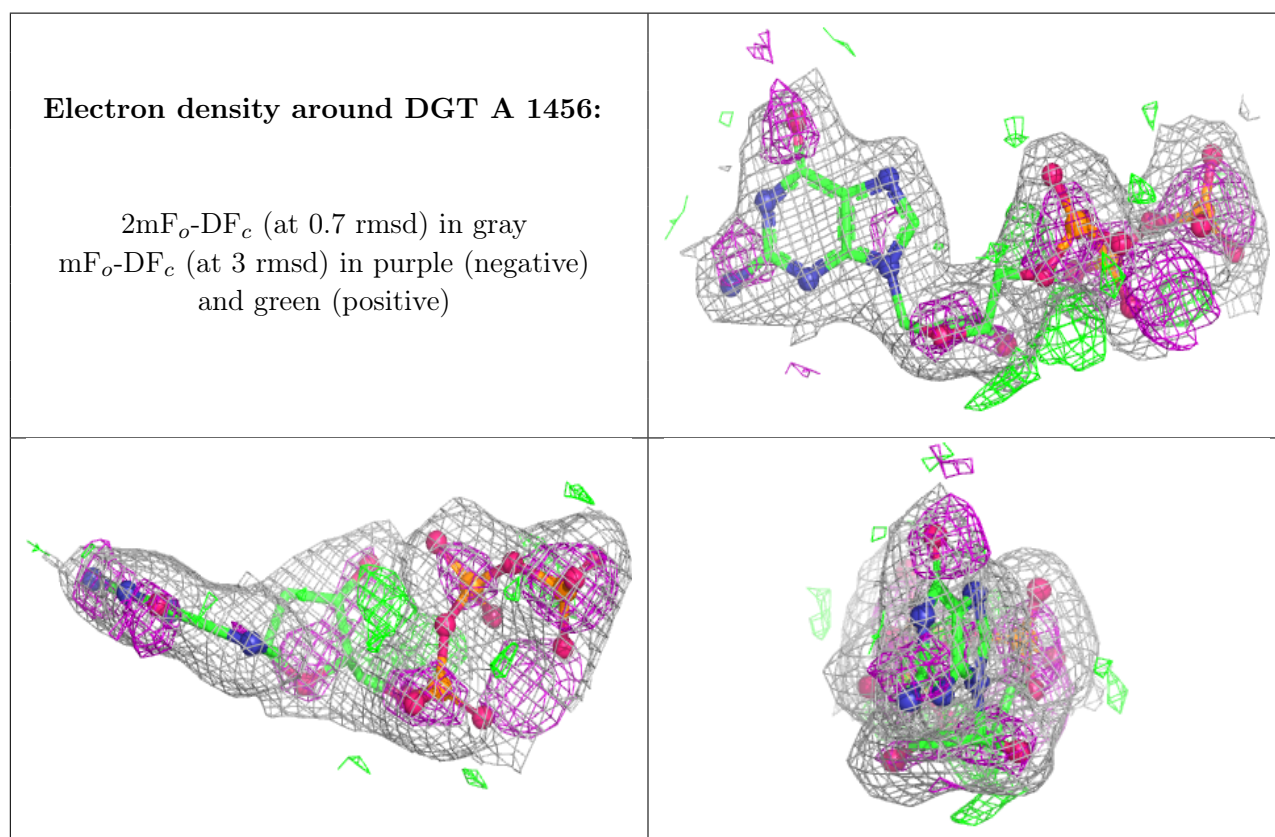 Electron density around DGT A 1456:
2mFo-DFc (at 0.7 rmsd) in gray
mFo-DFc (at 3 rmsd) in purple (negative)
and green (positive)